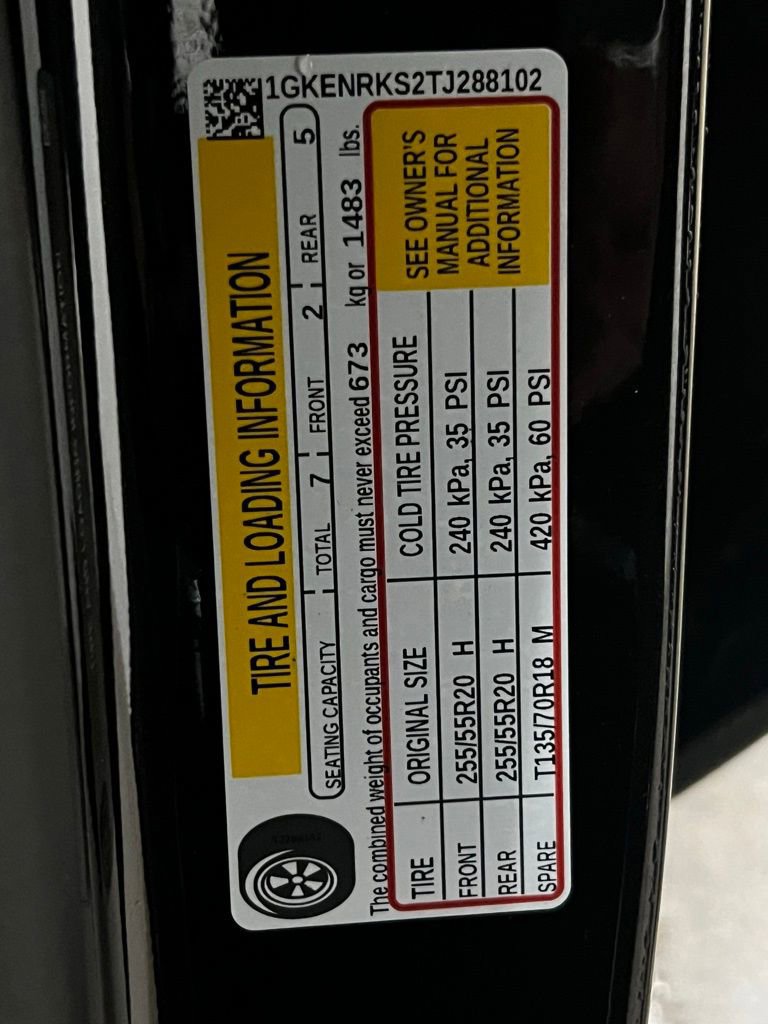 1GKENRKS2TJ288102
TIRE AND LOADING INFORMATION
SEATING CAPACITY TOTAL 7 FRONT 2 REAR 5
The combined weight of occupants and cargo must never exceed 673 kg or 1483 lbs.
TIRE ORIGINAL SIZE COLD TIRE PRESSURE
FRONT 255/55R20 H 240 kPa, 35 PSI
REAR 255/55R20 H 240 kPa, 35 PSI
SPARE T135/70R18 M 420 kPa, 60 PSI
SEE OWNER'S
MANUAL FOR
ADDITIONAL
INFORMATION